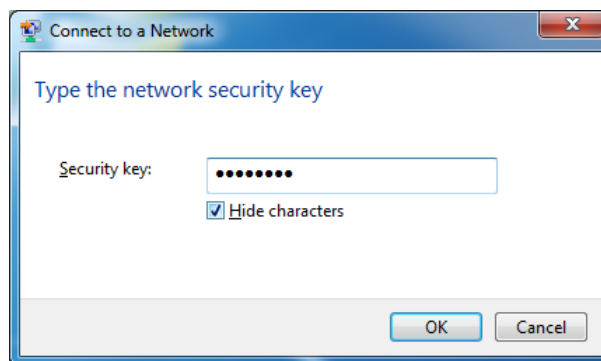 Connect to a Network
Type the network security key
Security key: ••••••••
Hide characters
OK Cancel